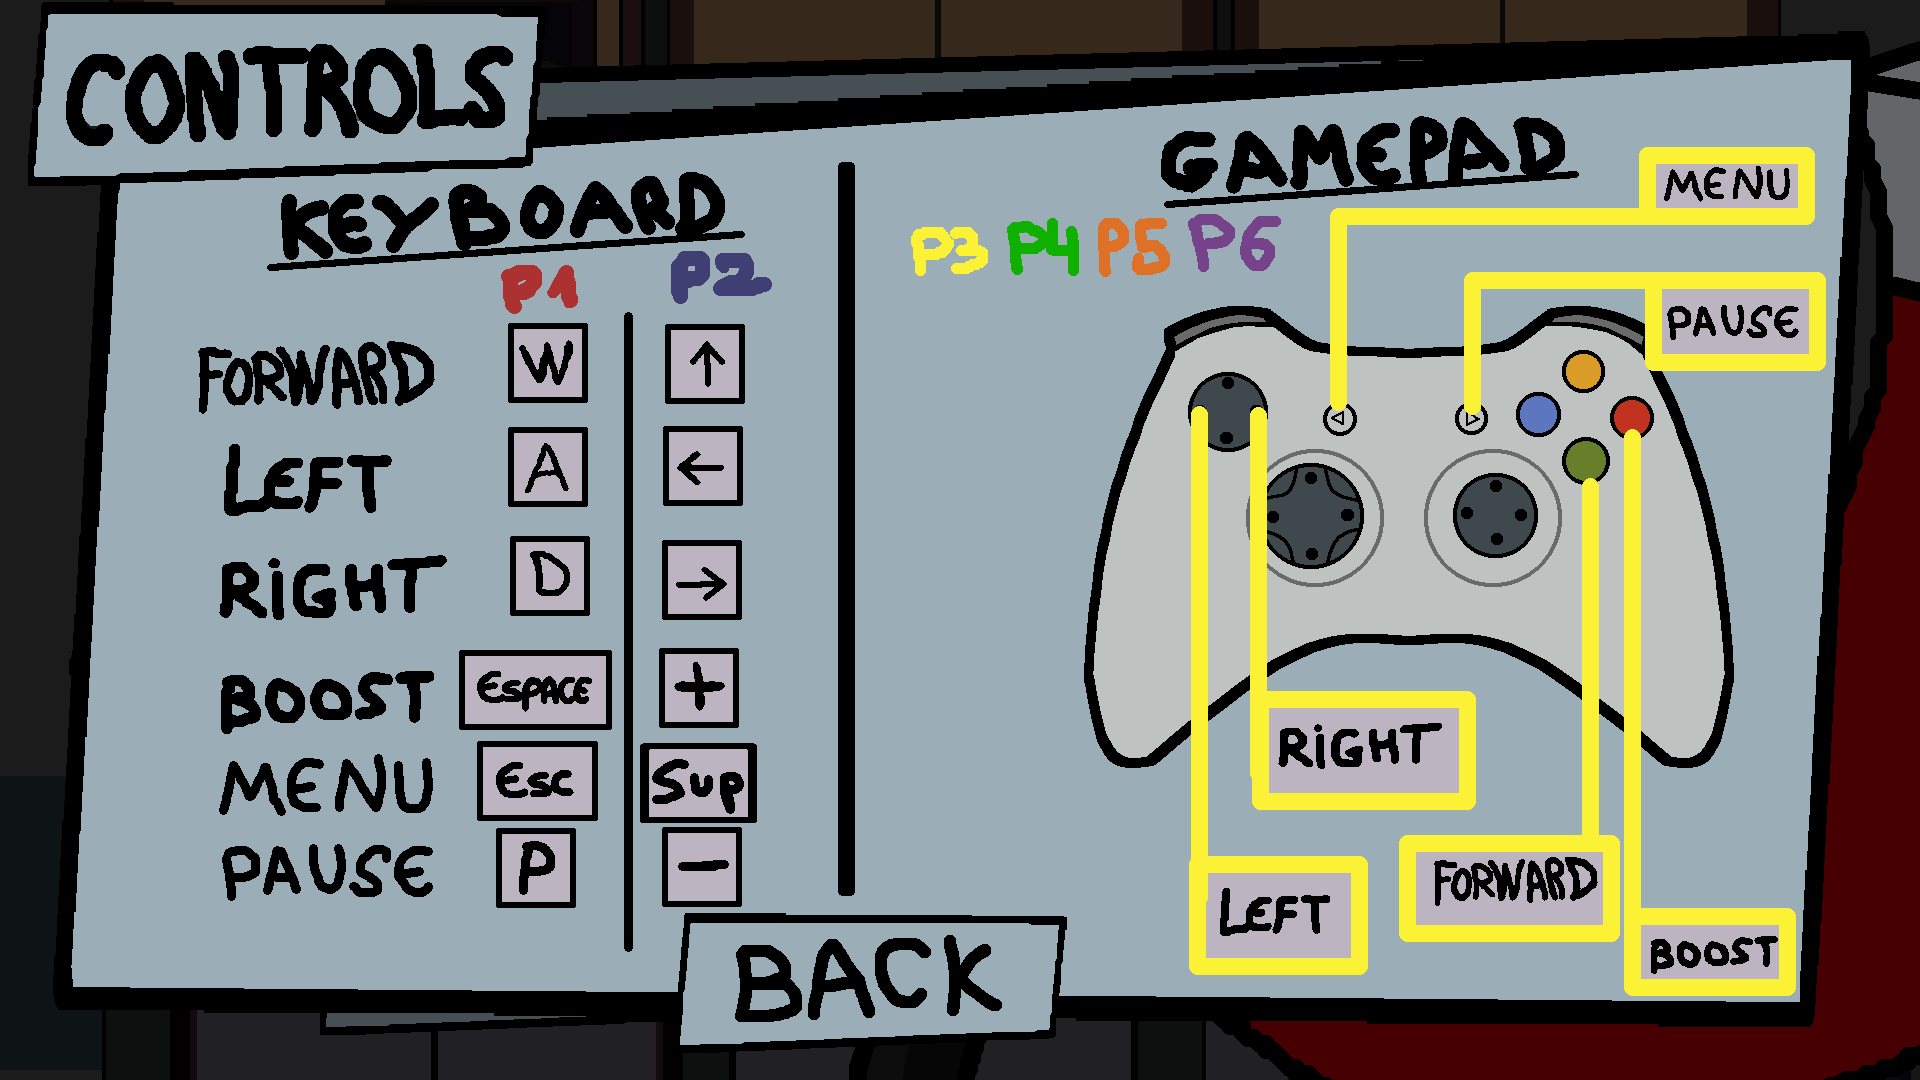 CONTROLS
KEYBOARD
P1 P2
FORWARD W ↑
LEFT A ←
RIGHT D →
BOOST ESPACE +
MENU Esc Sup
PAUSE P −
GAMEPAD
P3 P4 P5 P6
MENU
PAUSE
RIGHT
LEFT
FORWARD
BOOST
BACK